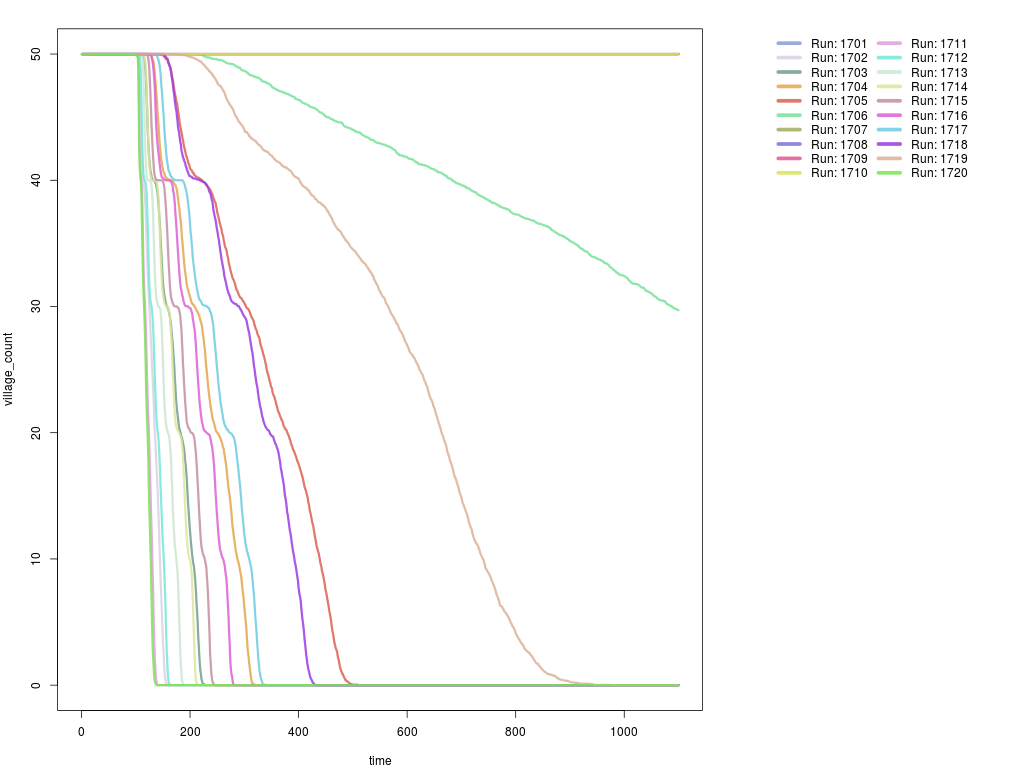 50
40
30
20
10
0
village_count
0 200 400 600 800 1000
time
Run: 1701 Run: 1711
Run: 1702 Run: 1712
Run: 1703 Run: 1713
Run: 1704 Run: 1714
Run: 1705 Run: 1715
Run: 1706 Run: 1716
Run: 1707 Run: 1717
Run: 1708 Run: 1718
Run: 1709 Run: 1719
Run: 1710 Run: 1720